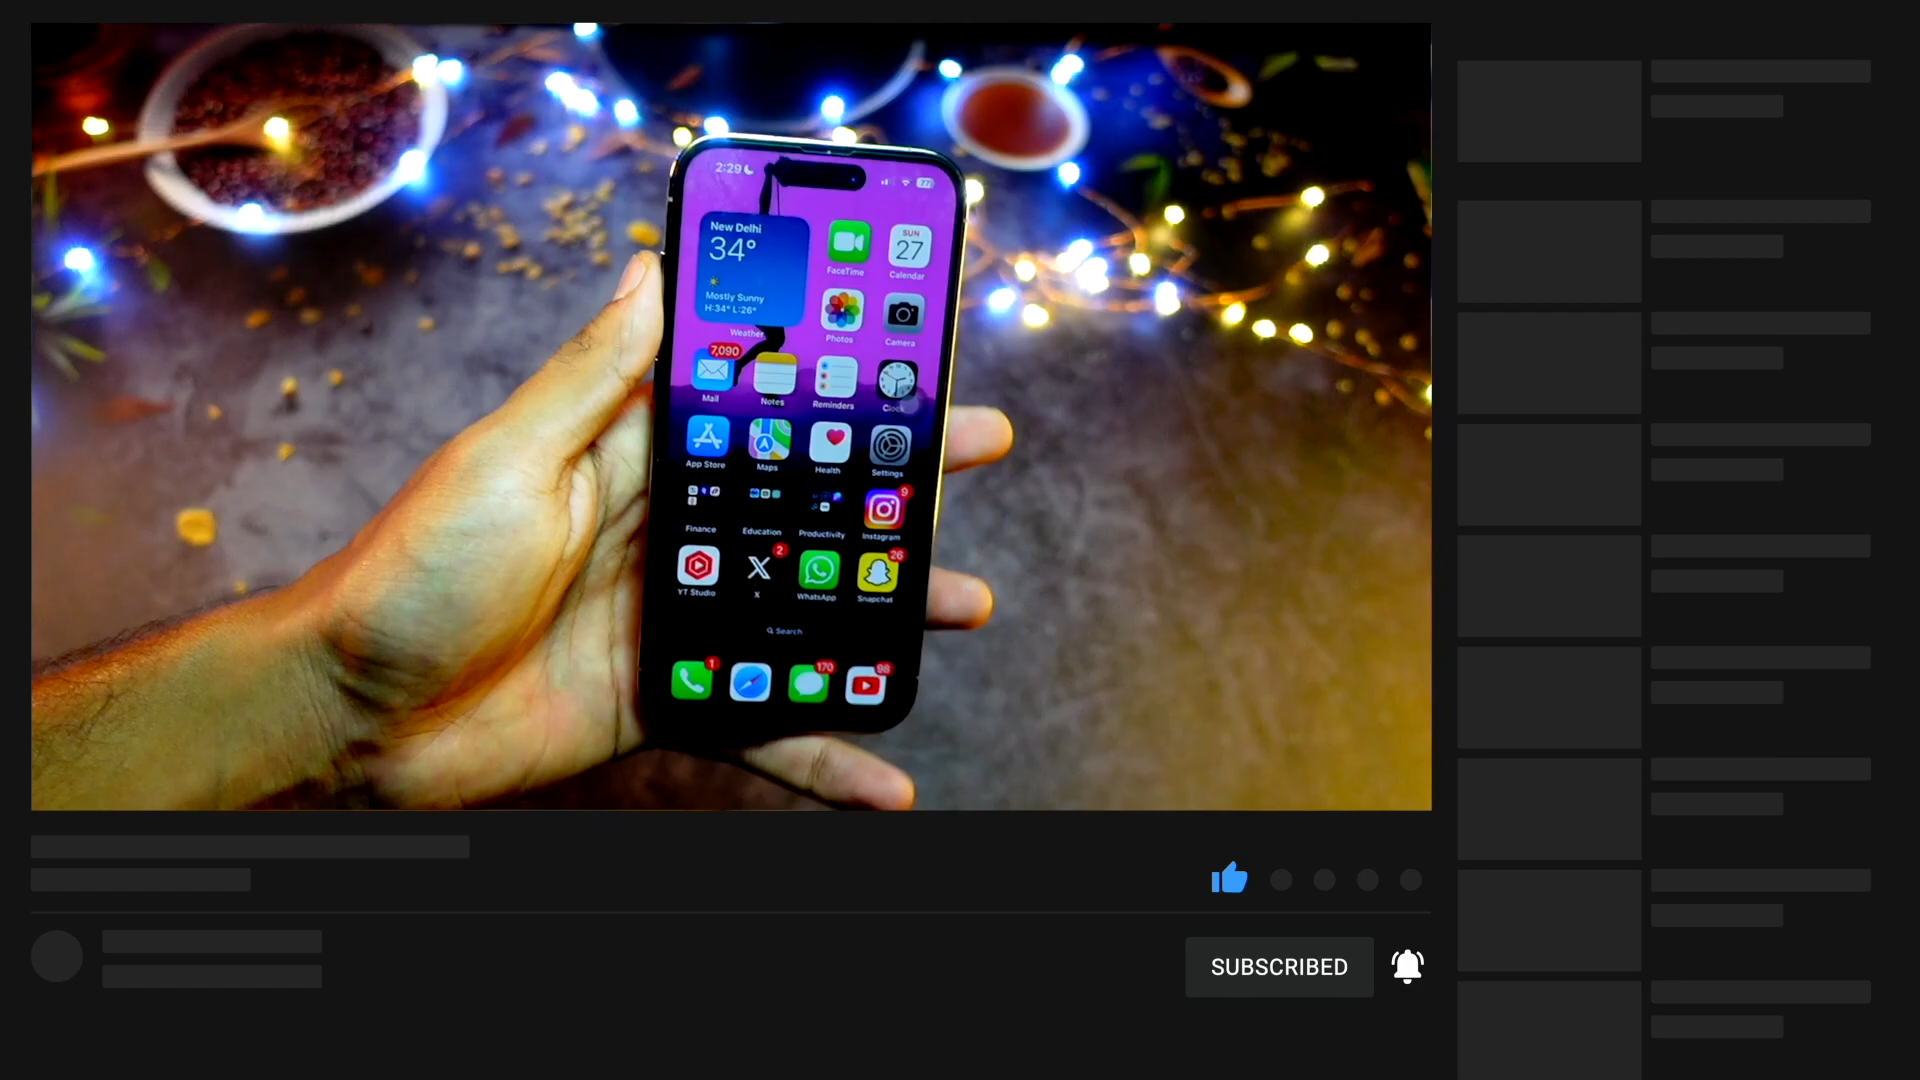 2:29
77
New Delhi
34°
Mostly Sunny
H:34° L:26°
Weather
FaceTime
SUN
27
Calendar
Photos
Camera
7,090
Mail
Notes
Reminders
Clock
App Store
Maps
Health
Settings
Finance
Education
Productivity
9
Instagram
YT Studio
2
X
WhatsApp
26
Snapchat
Search
1
170
98
SUBSCRIBED